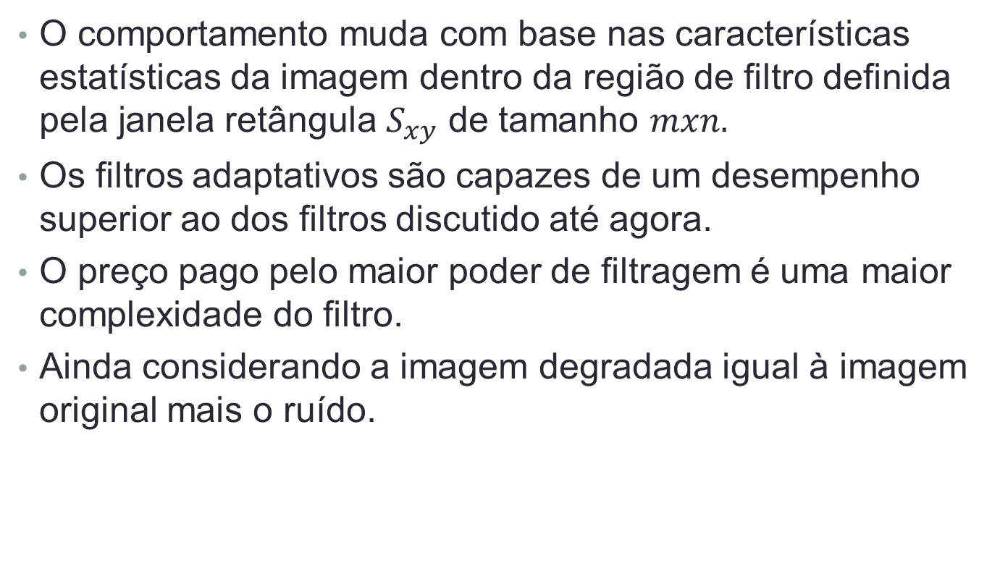 • O comportamento muda com base nas características
estatísticas da imagem dentro da região de filtro definida
pela janela retângula $S_{xy}$ de tamanho $mxn$.
• Os filtros adaptativos são capazes de um desempenho
superior ao dos filtros discutido até agora.
• O preço pago pelo maior poder de filtragem é uma maior
complexidade do filtro.
• Ainda considerando a imagem degradada igual à imagem
original mais o ruído.